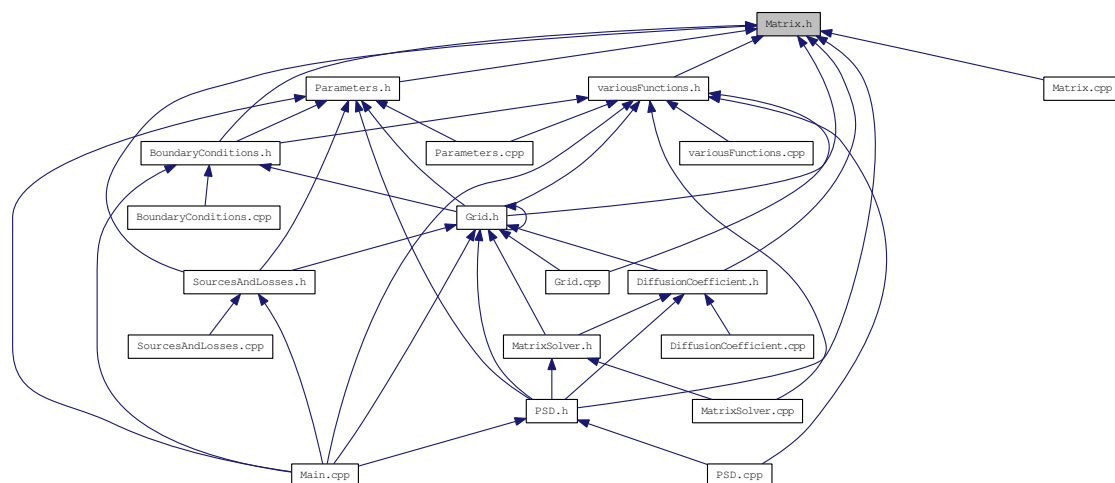 Matrix.h
Parameters.h
variousFunctions.h
Matrix.cpp
BoundaryConditions.h
Parameters.cpp
variousFunctions.cpp
BoundaryConditions.cpp
Grid.h
SourcesAndLosses.h
Grid.cpp
DiffusionCoefficient.h
SourcesAndLosses.cpp
MatrixSolver.h
DiffusionCoefficient.cpp
PSD.h
MatrixSolver.cpp
Main.cpp
PSD.cpp